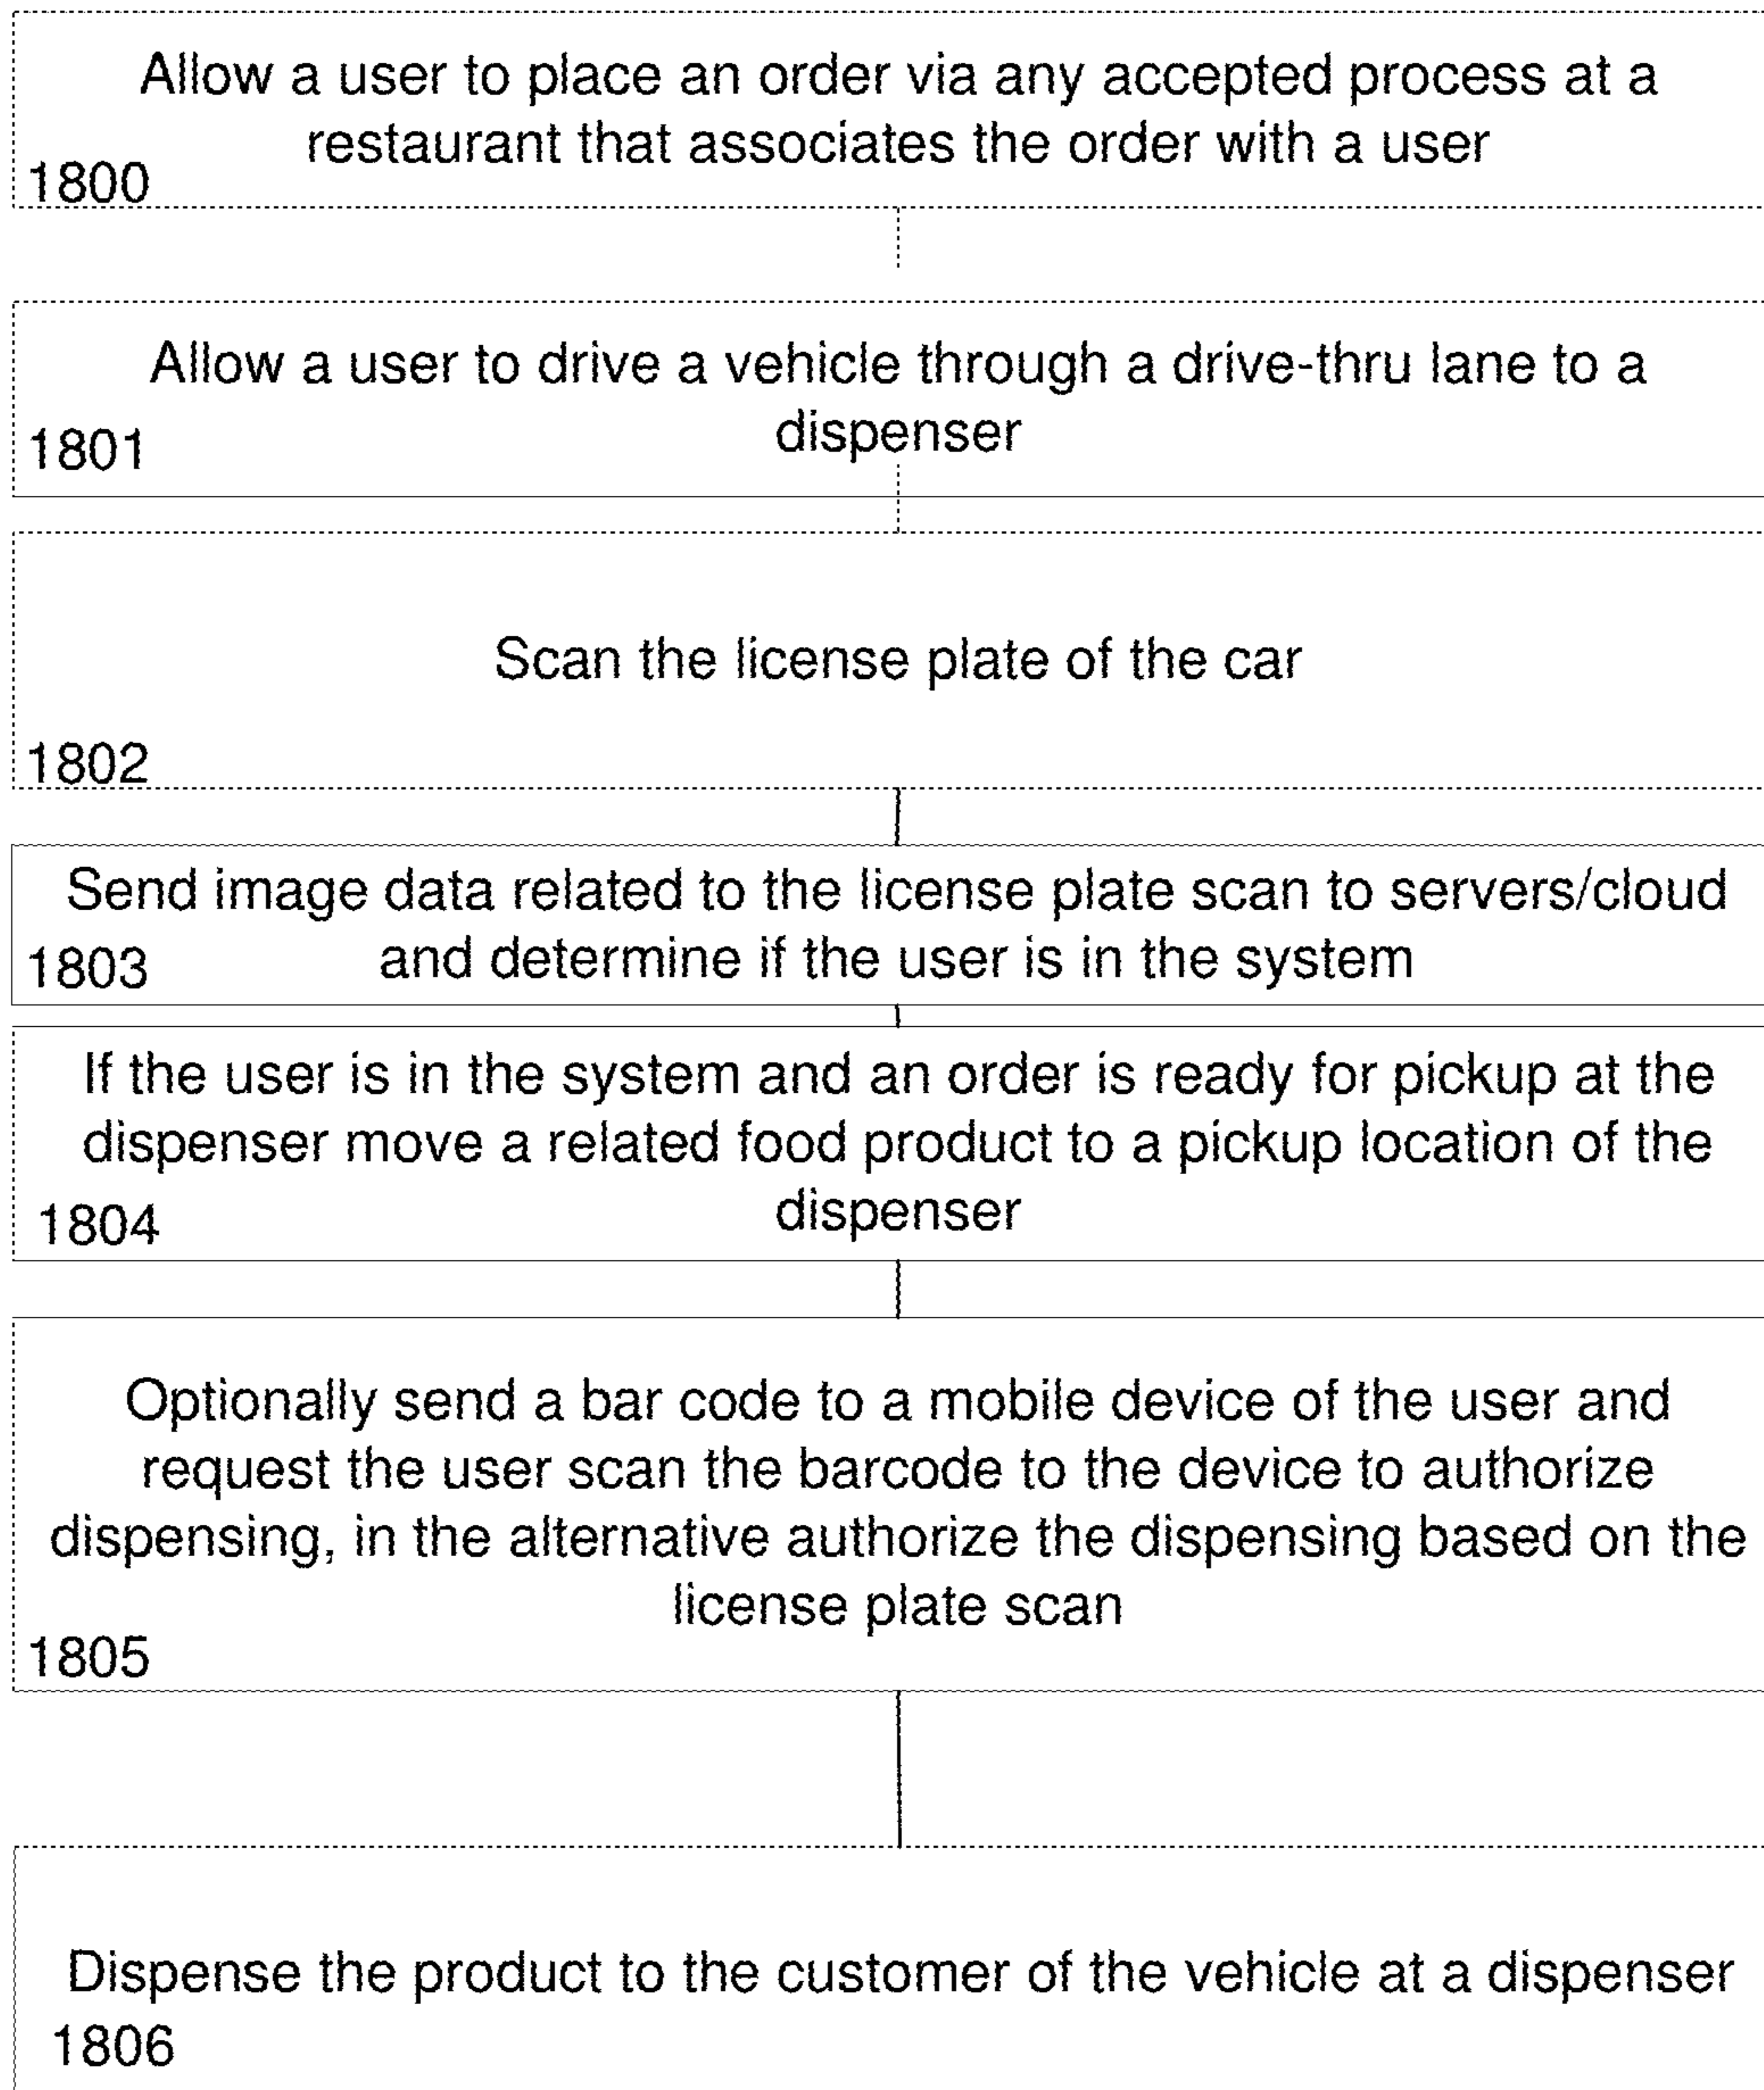 Allow a user to place an order via any accepted process at a
restaurant that associates the order with a user
1800
Allow a user to drive a vehicle through a drive-thru lane to a
dispenser
1801
Scan the license plate of the car
1802
Send image data related to the license plate scan to servers/cloud
and determine if the user is in the system
1803
If the user is in the system and an order is ready for pickup at the
dispenser move a related food product to a pickup location of the
dispenser
1804
Optionally send a bar code to a mobile device of the user and
request the user scan the barcode to the device to authorize
dispensing, in the alternative authorize the dispensing based on the
license plate scan
1805
Dispense the product to the customer of the vehicle at a dispenser
1806